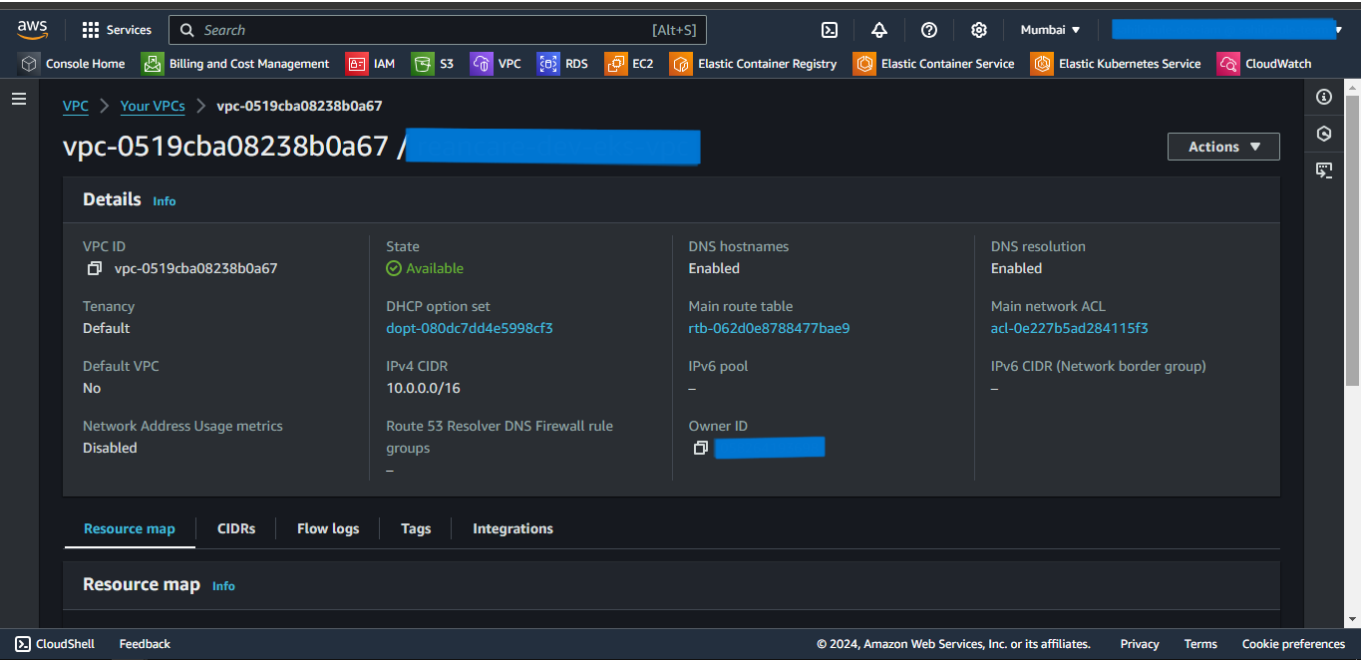 aws Services Search [Alt+S] Mumbai ▼
Console Home Billing and Cost Management IAM S3 VPC RDS EC2 Elastic Container Registry Elastic Container Service Elastic Kubernetes Service CloudWatch
VPC > Your VPCs > vpc-0519cba08238b0a67
vpc-0519cba08238b0a67 /
Actions ▼
Details Info
VPC ID State DNS hostnames DNS resolution
vpc-0519cba08238b0a67 Available Enabled Enabled
Tenancy DHCP option set Main route table Main network ACL
Default dopt-080dc7dd4e5998cf3 rtb-062d0e8788477bae9 acl-0e227b5ad284115f3
Default VPC IPv4 CIDR IPv6 pool IPv6 CIDR (Network border group)
No 10.0.0.0/16 – –
Network Address Usage metrics Route 53 Resolver DNS Firewall rule Owner ID
Disabled groups
–
Resource map CIDRs Flow logs Tags Integrations
Resource map Info
CloudShell Feedback © 2024, Amazon Web Services, Inc. or its affiliates. Privacy Terms Cookie preferences